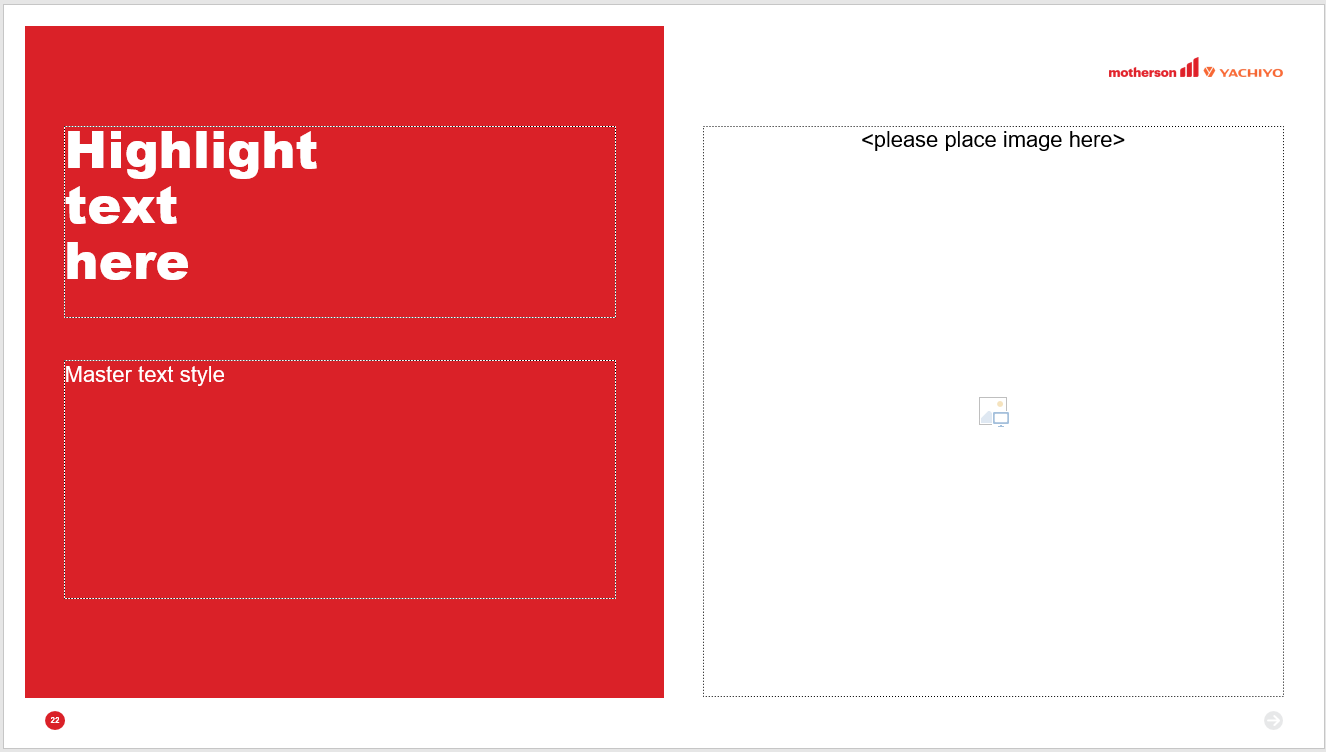 motherson YACHIYO
Highlight
text
here
<please place image here>
Master text style
22